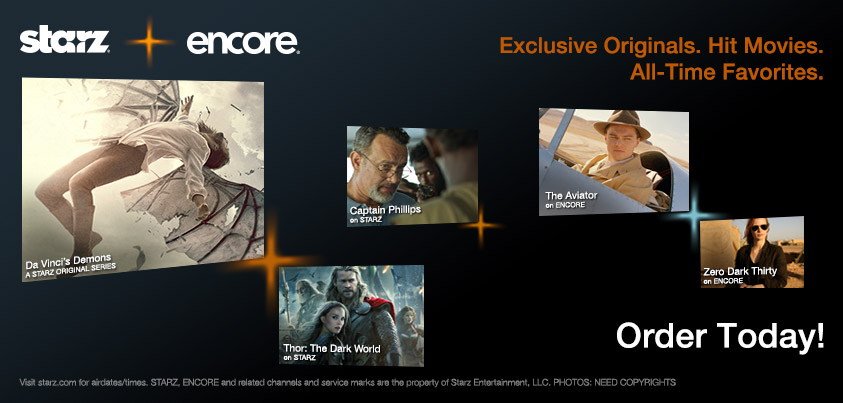 starz encore
Exclusive Originals. Hit Movies.
All-Time Favorites.
Da Vinci's Demons
A STARZ ORIGINAL SERIES
Captain Phillips
on STARZ
The Aviator
on ENCORE
Zero Dark Thirty
on ENCORE
Thor: The Dark World
on STARZ
Order Today!
Visit starz.com for airdates/times. STARZ, ENCORE and related channels and service marks are the property of Starz Entertainment, LLC. PHOTOS: NEED COPYRIGHTS